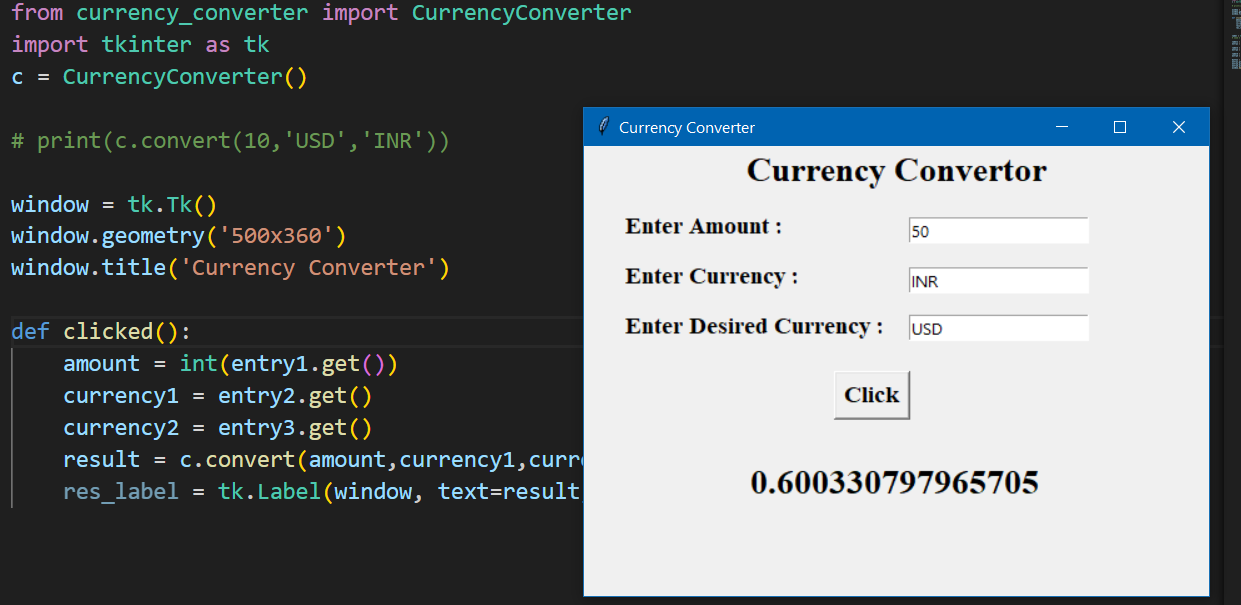 from currency_converter import CurrencyConverter
import tkinter as tk
c = CurrencyConverter()
# print(c.convert(10,'USD','INR'))
window = tk.Tk()
window.geometry('500x360')
window.title('Currency Converter')
def clicked():
    amount = int(entry1.get())
    currency1 = entry2.get()
    currency2 = entry3.get()
    result = c.convert(amount,currency1,curr
    res_label = tk.Label(window, text=result
Currency Converter
Currency Convertor
Enter Amount : 50
Enter Currency : INR
Enter Desired Currency : USD
Click
0.600330797965705